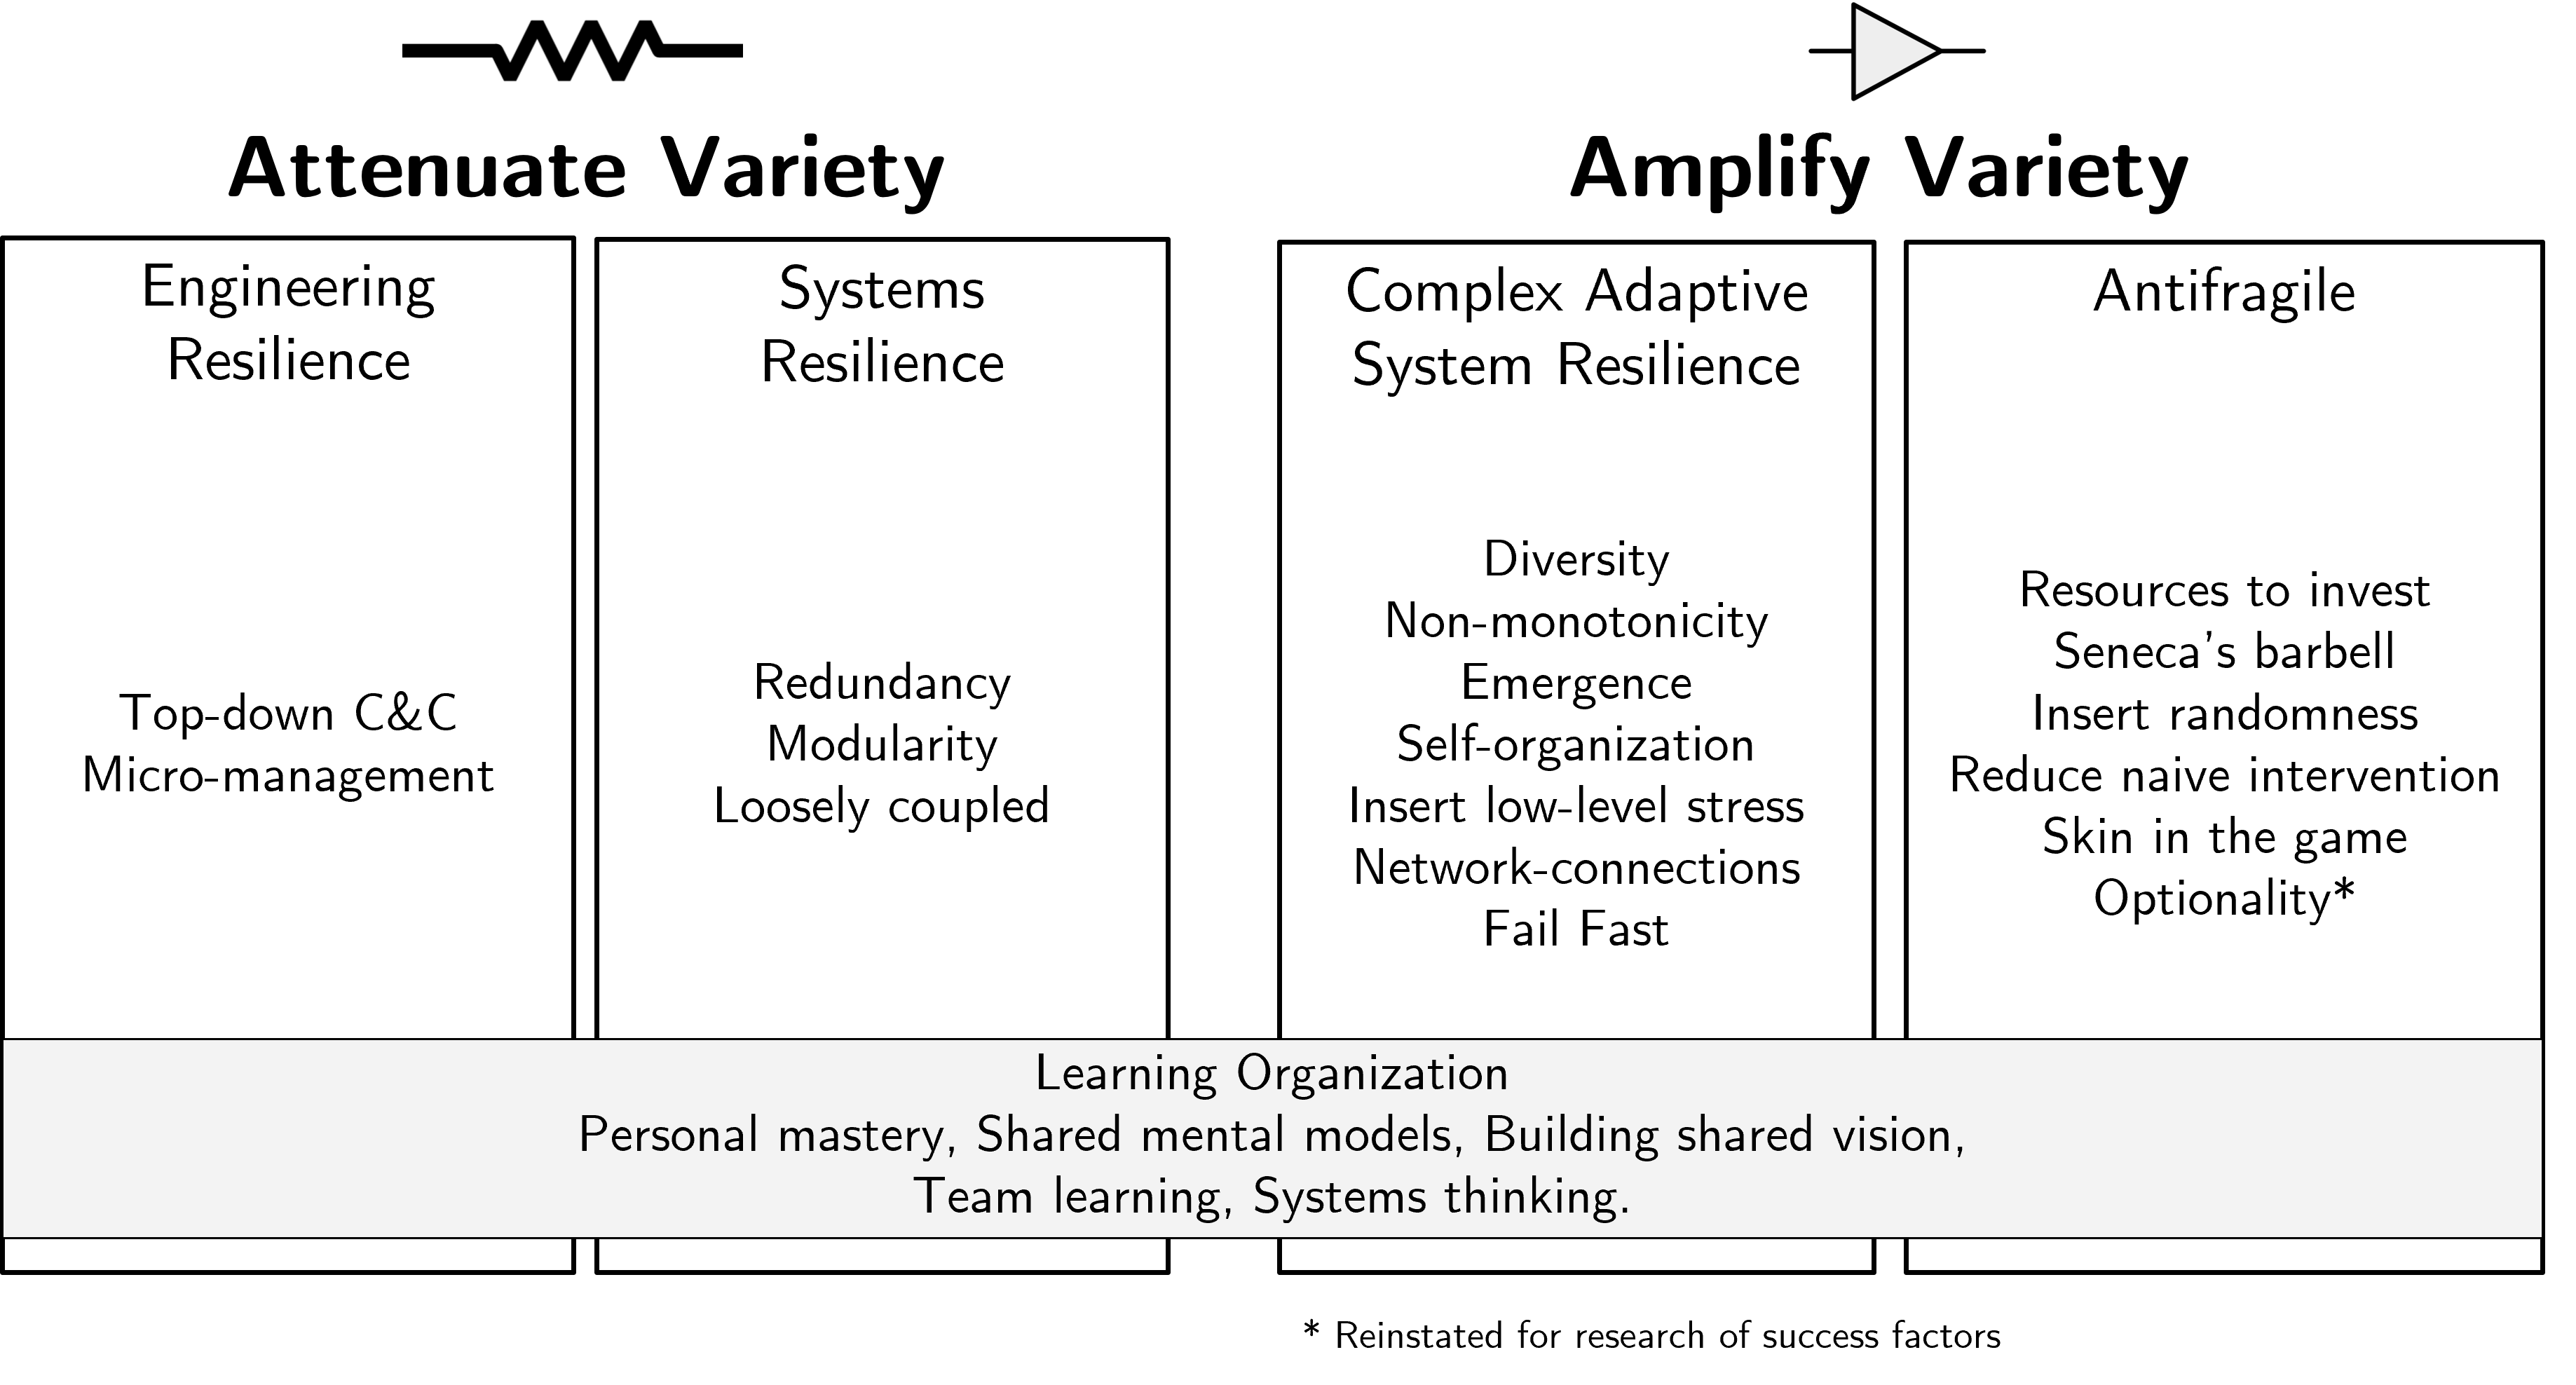 Attenuate Variety
Amplify Variety
Engineering
Resilience
Top-down C&C
Micro-management
Systems
Resilience
Redundancy
Modularity
Loosely coupled
Complex Adaptive
System Resilience
Diversity
Non-monotonicity
Emergence
Self-organization
Insert low-level stress
Network-connections
Fail Fast
Antifragile
Resources to invest
Seneca's barbell
Insert randomness
Reduce naive intervention
Skin in the game
Optionality*
Learning Organization
Personal mastery, Shared mental models, Building shared vision,
Team learning, Systems thinking.
* Reinstated for research of success factors